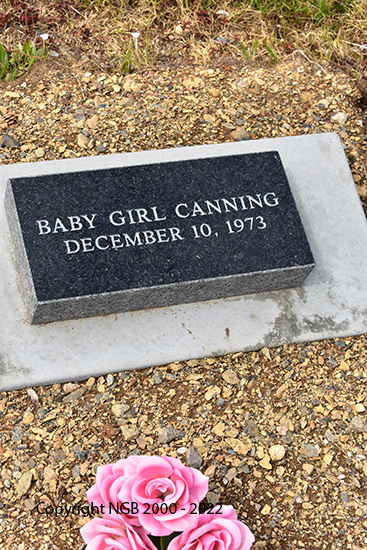 BABY GIRL CANNING
DECEMBER 10, 1973
Copyright NGB 2000 - 2022